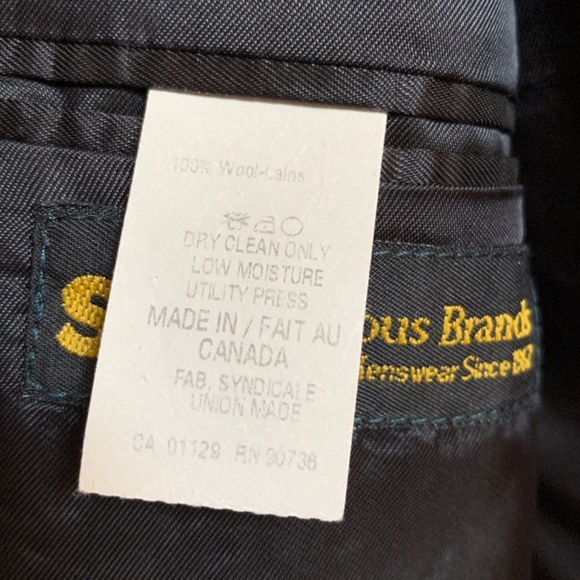 100% Wool-Laine
DRY CLEAN ONLY
LOW MOISTURE
UTILITY PRESS
MADE IN / FAIT AU
CANADA
FAB. SYNDICALE
UNION MADE
CA 01129 RN 90736
S
ous Brands
Menswear Since